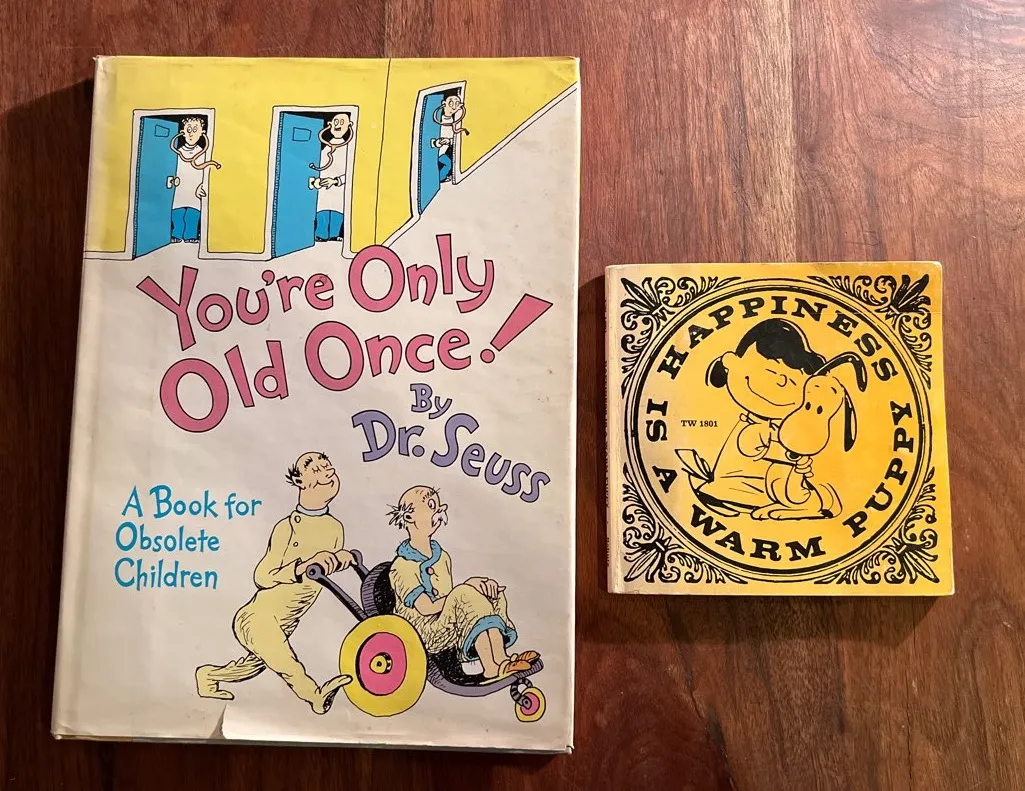 You're Only
Old Once!
By
Dr. Seuss
A Book for
Obsolete
Children
HAPPINESS
IS A WARM PUPPY
TW 1801